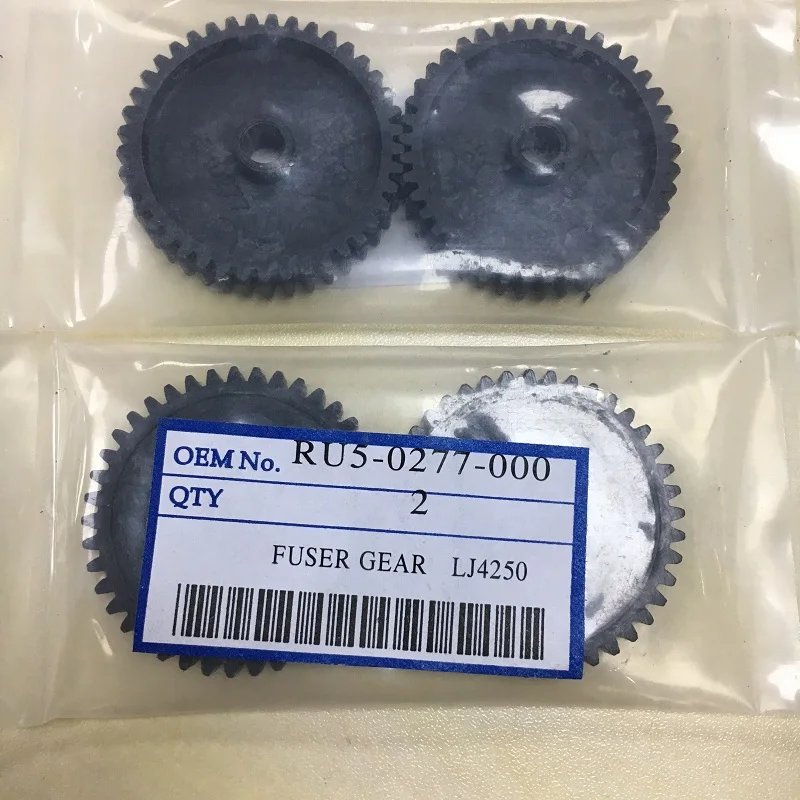 OEM No. RU5-0277-000
QTY 2
FUSER GEAR LJ4250